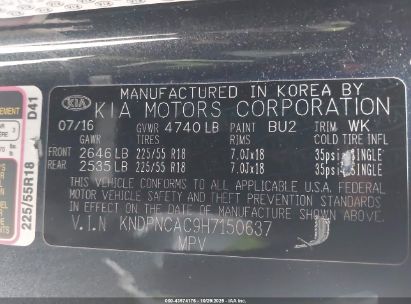 MANUFACTURED IN KOREA BY
KIA KIA MOTORS CORPORATION
07/16 GVWR 4740 LB PAINT BU2 TRIM WK
GAWR TIRES RIMS COLD TIRE INFL
FRONT 2646 LB 225/55 R18 7.0J×18 35psi SINGLE
REAR 2535 LB 225/55 R18 7.0J×18 35psi SINGLE
THIS VEHICLE CONFORMS TO ALL APPLICABLE U.S.A. FEDERAL
MOTOR VEHICLE SAFETY AND THEFT PREVENTION STANDARDS
IN EFFECT ON THE DATE OF MANUFACTURE SHOWN ABOVE.
V.I.N KNDPNCAC9H7150637
MPV
225/55R18 D41